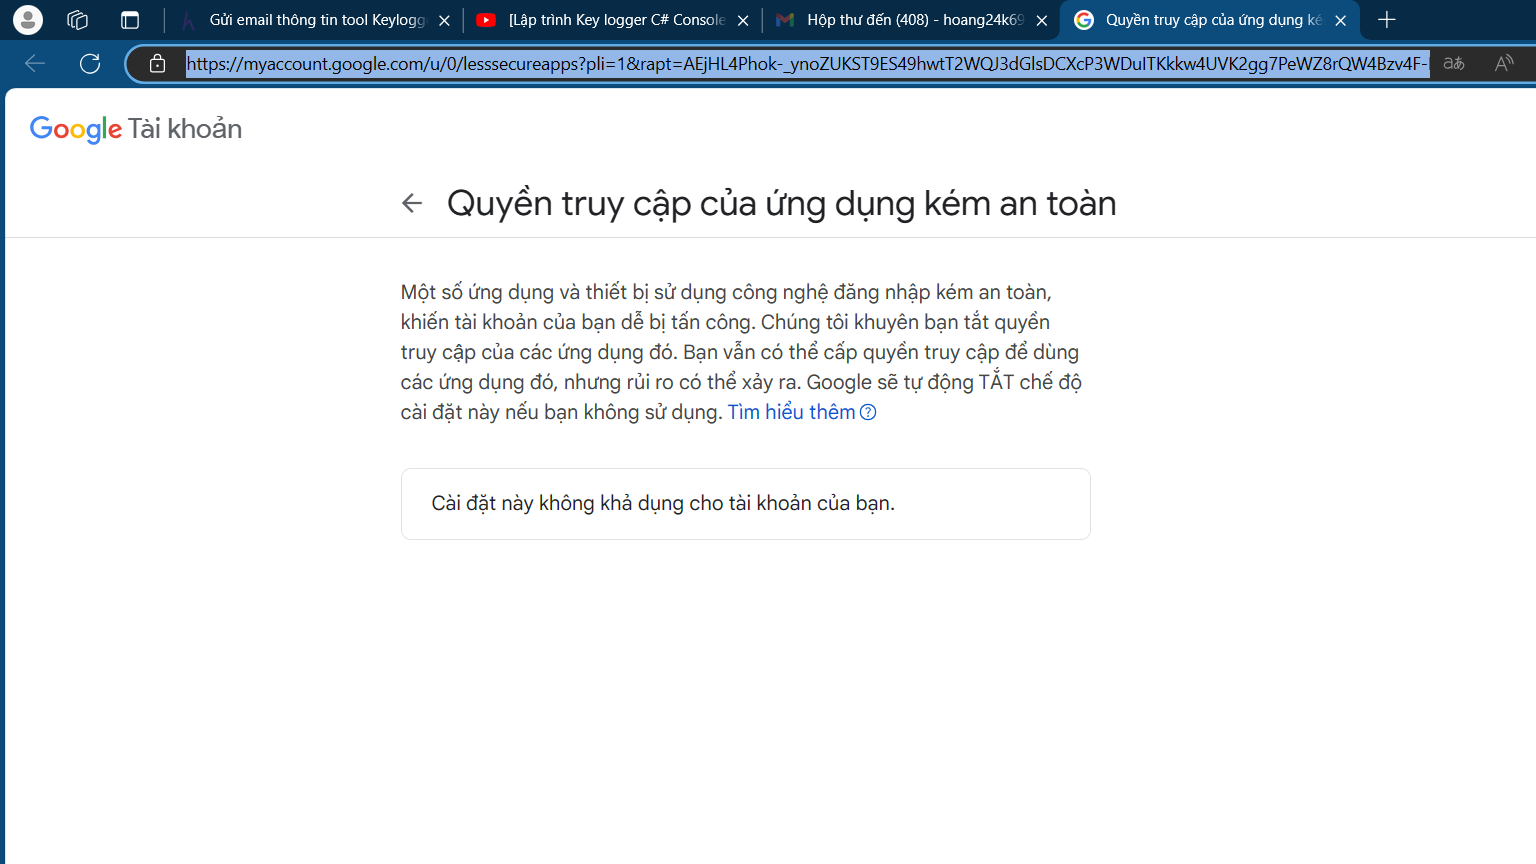 Gửi email thông tin tool Keylogg
[Lập trình Key logger C# Console
Hộp thư đến (408) - hoang24k69
Quyền truy cập của ứng dụng ké
https://myaccount.google.com/u/0/lesssecureapps?pli=1&rapt=AEjHL4Phok-_ynoZUKST9ES49hwtT2WQJ3dGlsDCXcP3WDuITKkkw4UVK2gg7PeWZ8rQW4Bzv4F-
Google Tài khoản
Quyền truy cập của ứng dụng kém an toàn
Một số ứng dụng và thiết bị sử dụng công nghệ đăng nhập kém an toàn,
khiến tài khoản của bạn dễ bị tấn công. Chúng tôi khuyên bạn tắt quyền
truy cập của các ứng dụng đó. Bạn vẫn có thể cấp quyền truy cập để dùng
các ứng dụng đó, nhưng rủi ro có thể xảy ra. Google sẽ tự động TẮT chế độ
cài đặt này nếu bạn không sử dụng. Tìm hiểu thêm
Cài đặt này không khả dụng cho tài khoản của bạn.